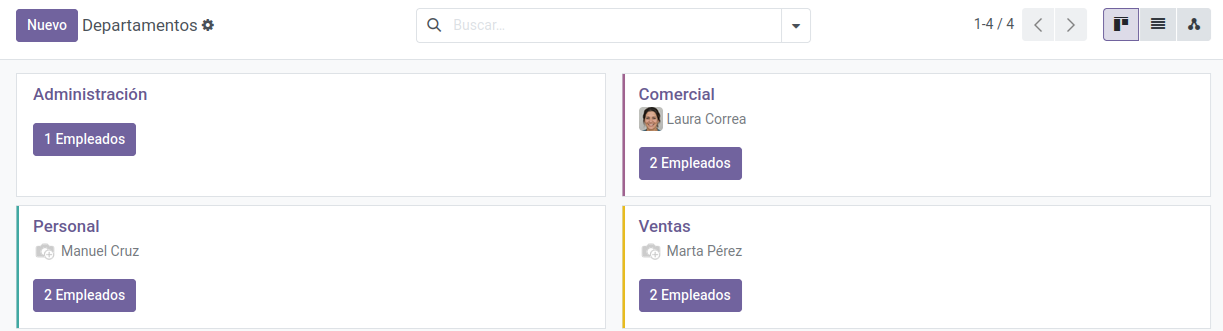 Nuevo Departamentos Buscar... 1-4 / 4
Administración
1 Empleados
Comercial
Laura Correa
2 Empleados
Personal
Manuel Cruz
2 Empleados
Ventas
Marta Pérez
2 Empleados